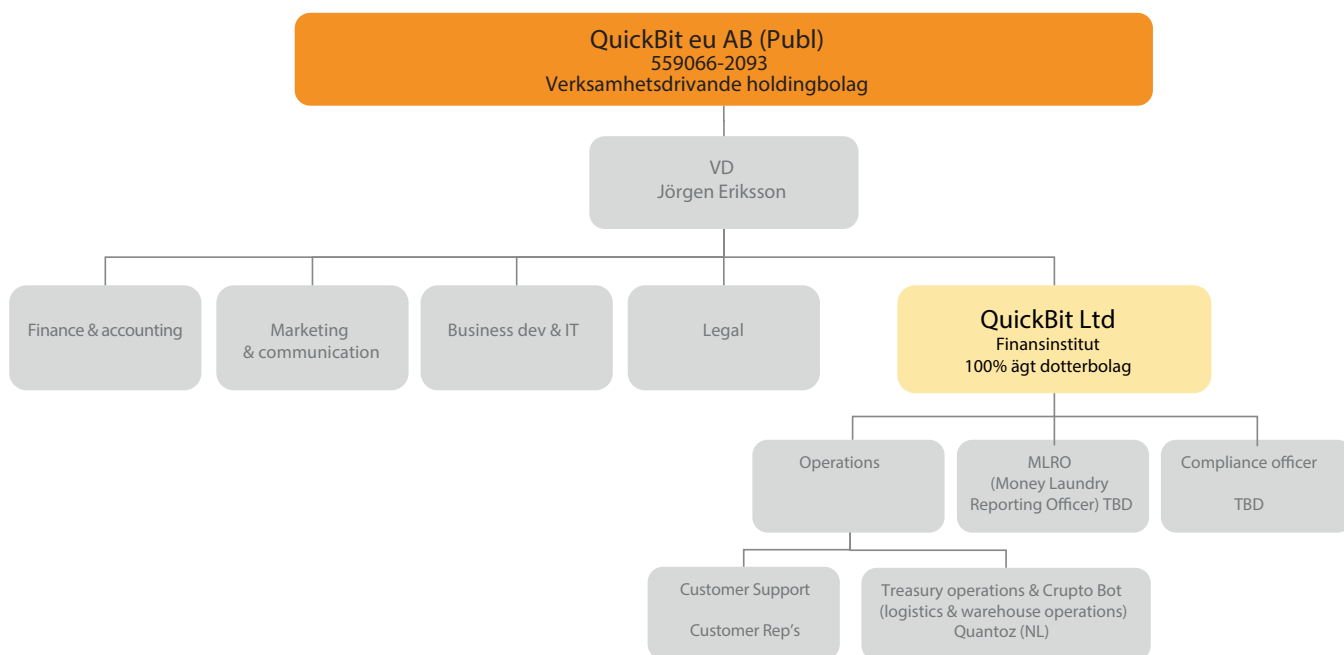 QuickBit eu AB (Publ)
559066-2093
Verksamhetsdrivande holdingbolag
VD
Jörgen Eriksson
Finance & accounting
Marketing
& communication
Business dev & IT
Legal
QuickBit Ltd
Finansinstitut
100% ägt dotterbolag
Operations
MLRO
(Money Laundry
Reporting Officer) TBD
Compliance officer
TBD
Customer Support
Customer Rep's
Treasury operations & Crupto Bot
(logistics & warehouse operations)
Quantoz (NL)